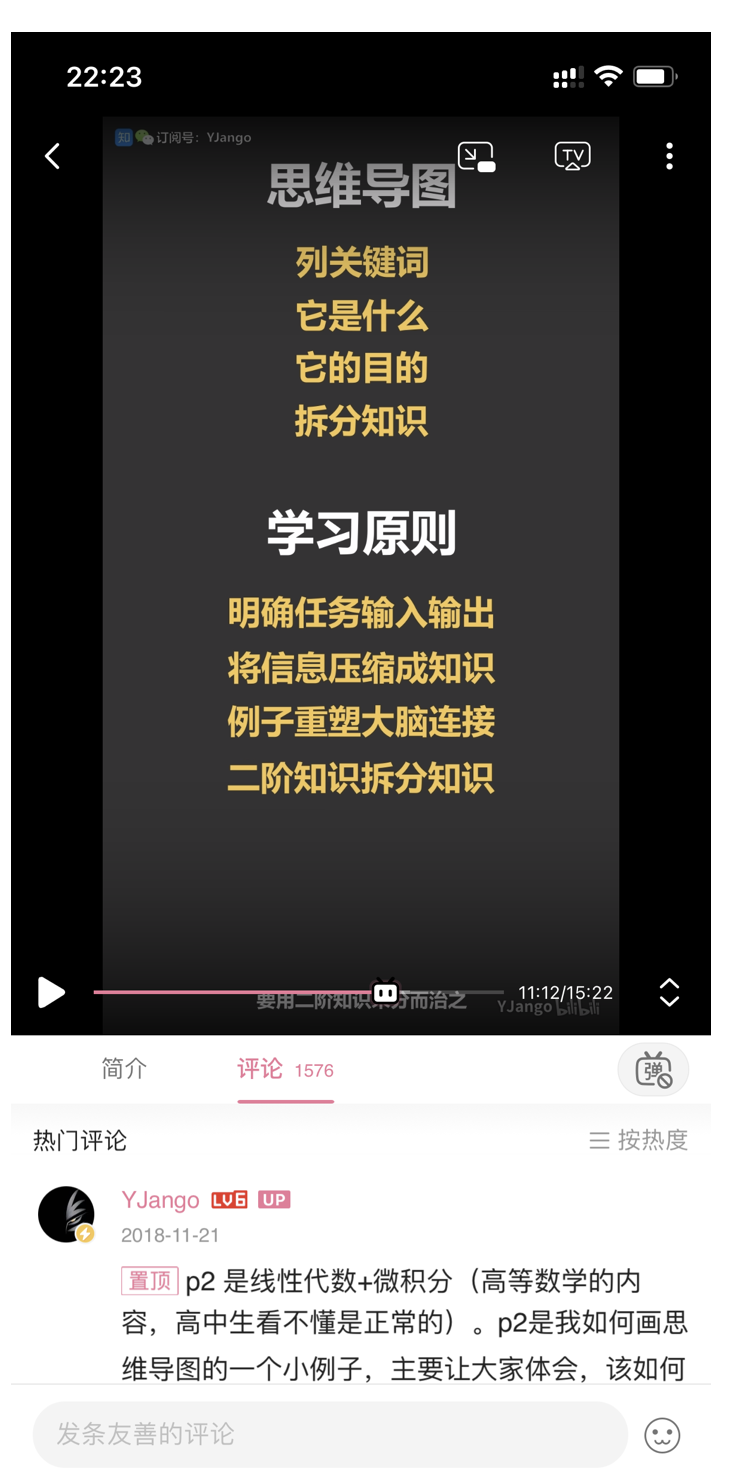 22:23
知 订阅号：YJango
TV
思维导图
列关键词
它是什么
它的目的
拆分知识
学习原则
明确任务输入输出
将信息压缩成知识
例子重塑大脑连接
二阶知识拆分知识
要用二阶知识 分而治之
11:12/15:22
YJango bilibili
简介
评论 1576
弹
热门评论
按热度
YJango LV6 UP
2018-11-21
置顶 p2 是线性代数+微积分（高等数学的内
容，高中生看不懂是正常的）。p2是我如何画思
维导图的一个小例子，主要让大家体会，该如何
发条友善的评论